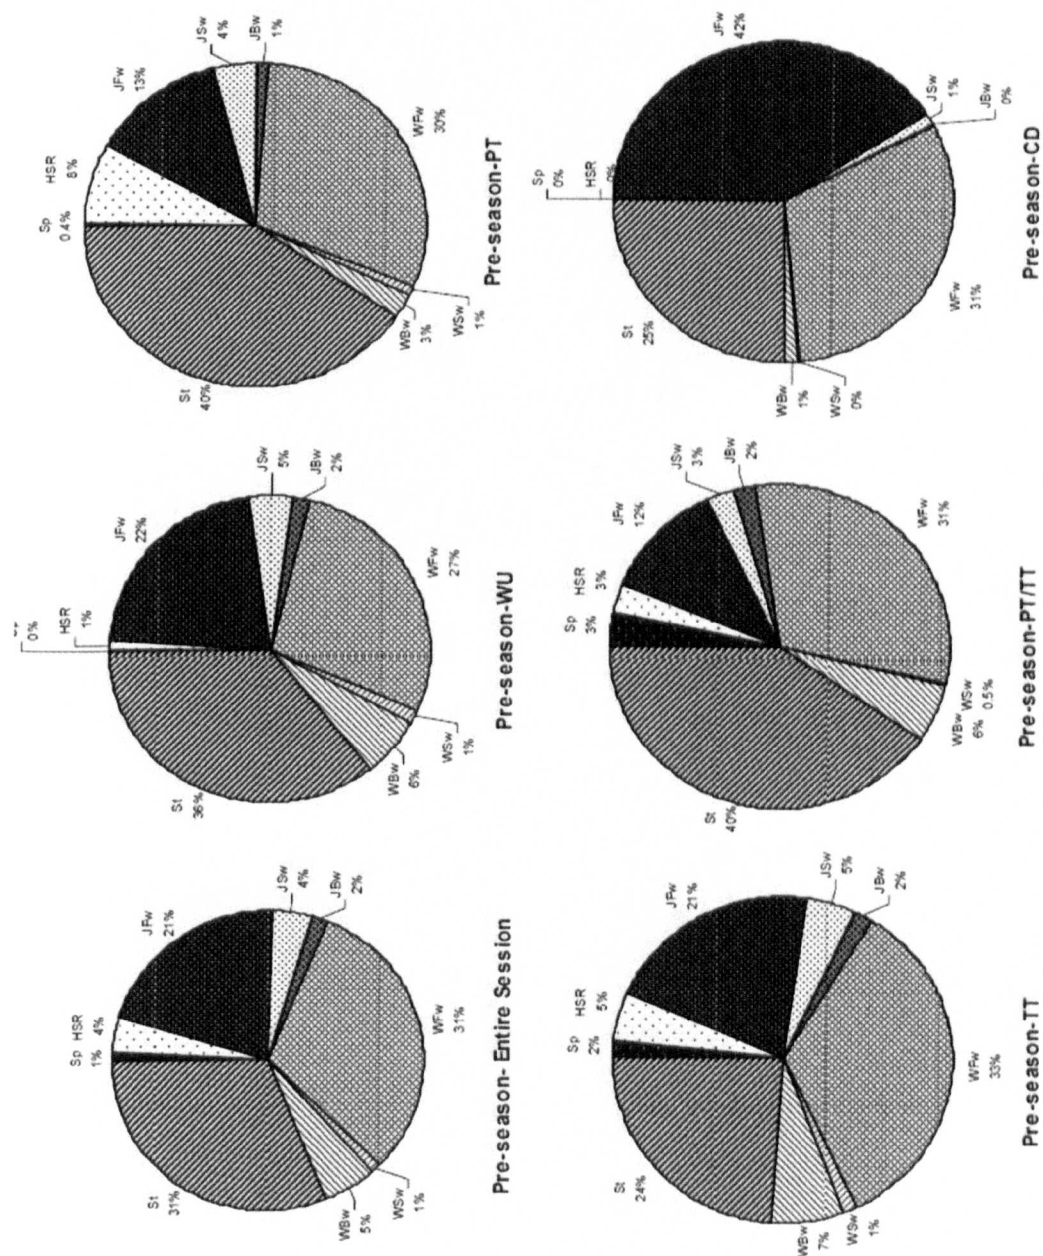 Sp
1%
HSR
4%
JFw
21%
JSw
4%
JBw
2%
WFw
31%
WSw
1%
WBw
5%
St
31%
Pre-season- Entire Session
0%
HSR
1%
JFw
22%
JSw
5%
JBw
2%
WFw
27%
WSw
1%
WBw
6%
St
36%
Pre-season-WU
Sp
0.4%
HSR
8%
JFw
13%
JSw
4%
JBw
1%
WFw
30%
WSw
1%
WBw
3%
St
40%
Pre-season-PT
Sp
2%
HSR
5%
JFw
21%
JSw
5%
JBw
2%
WFw
33%
WSw
1%
WBw
7%
St
24%
Pre-season-TT
Sp
3%
HSR
3%
JFw
12%
JSw
3%
JBw
2%
WFw
31%
WSw
0.5%
WBw
6%
St
40%
Pre-season-PT/TT
Sp
0%
HSR
0%
JFw
42%
JSw
1%
JBw
0%
WFw
31%
WSw
0%
WBw
1%
St
25%
Pre-season-CD